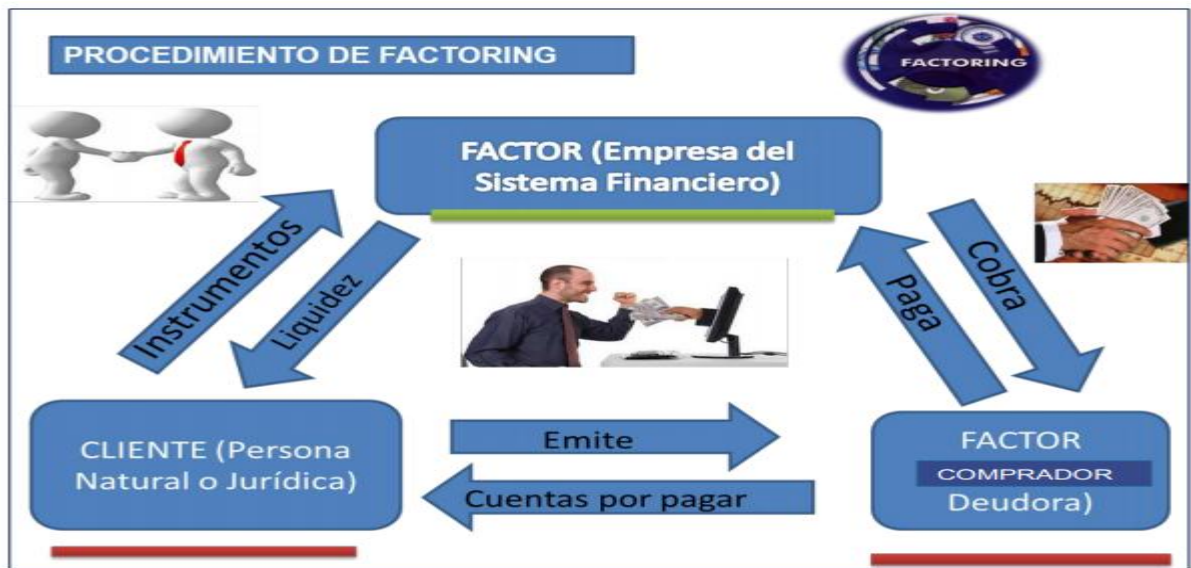 PROCEDIMIENTO DE FACTORING
FACTORING
FACTOR (Empresa del
Sistema Financiero)
Instrumentos
Liquidez
Paga
Cobra
CLIENTE (Persona
Natural o Jurídica)
Emite
Cuentas por pagar
FACTOR
COMPRADOR
Deudora)